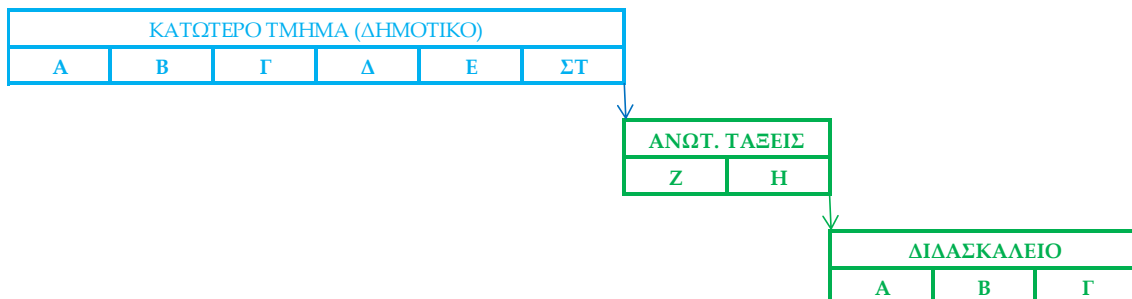 ΚΑΤΩΤΕΡΟ ΤΜΗΜΑ (ΔΗΜΟΤΙΚΟ)
Α Β Γ Δ Ε ΣΤ
ΑΝΩΤ. ΤΑΞΕΙΣ
Ζ Η
ΔΙΔΑΣΚΑΛΕΙΟ
Α Β Γ